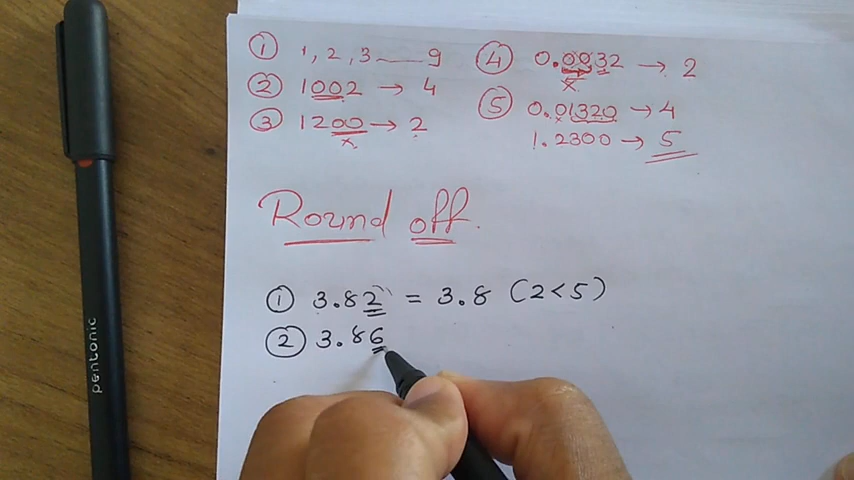 ① 1, 2, 3 —— 9
② 1002 → 4
③ 1200 → 2
x
④ 0.0032 → 2
x
⑤ 0.01320 → 4
x
1.2300 → 5
Round off.
① 3.82 = 3.8 (2 < 5)
② 3.86
pentonic